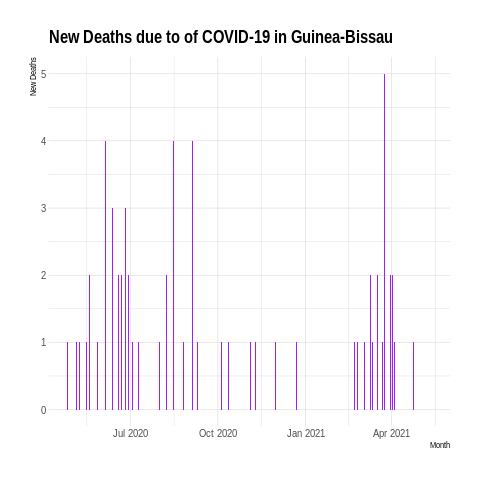 New Deaths due to of COVID-19 in Guinea-Bissau
New Deaths
5
4
3
2
1
0
Jul 2020 Oct 2020 Jan 2021 Apr 2021
Month